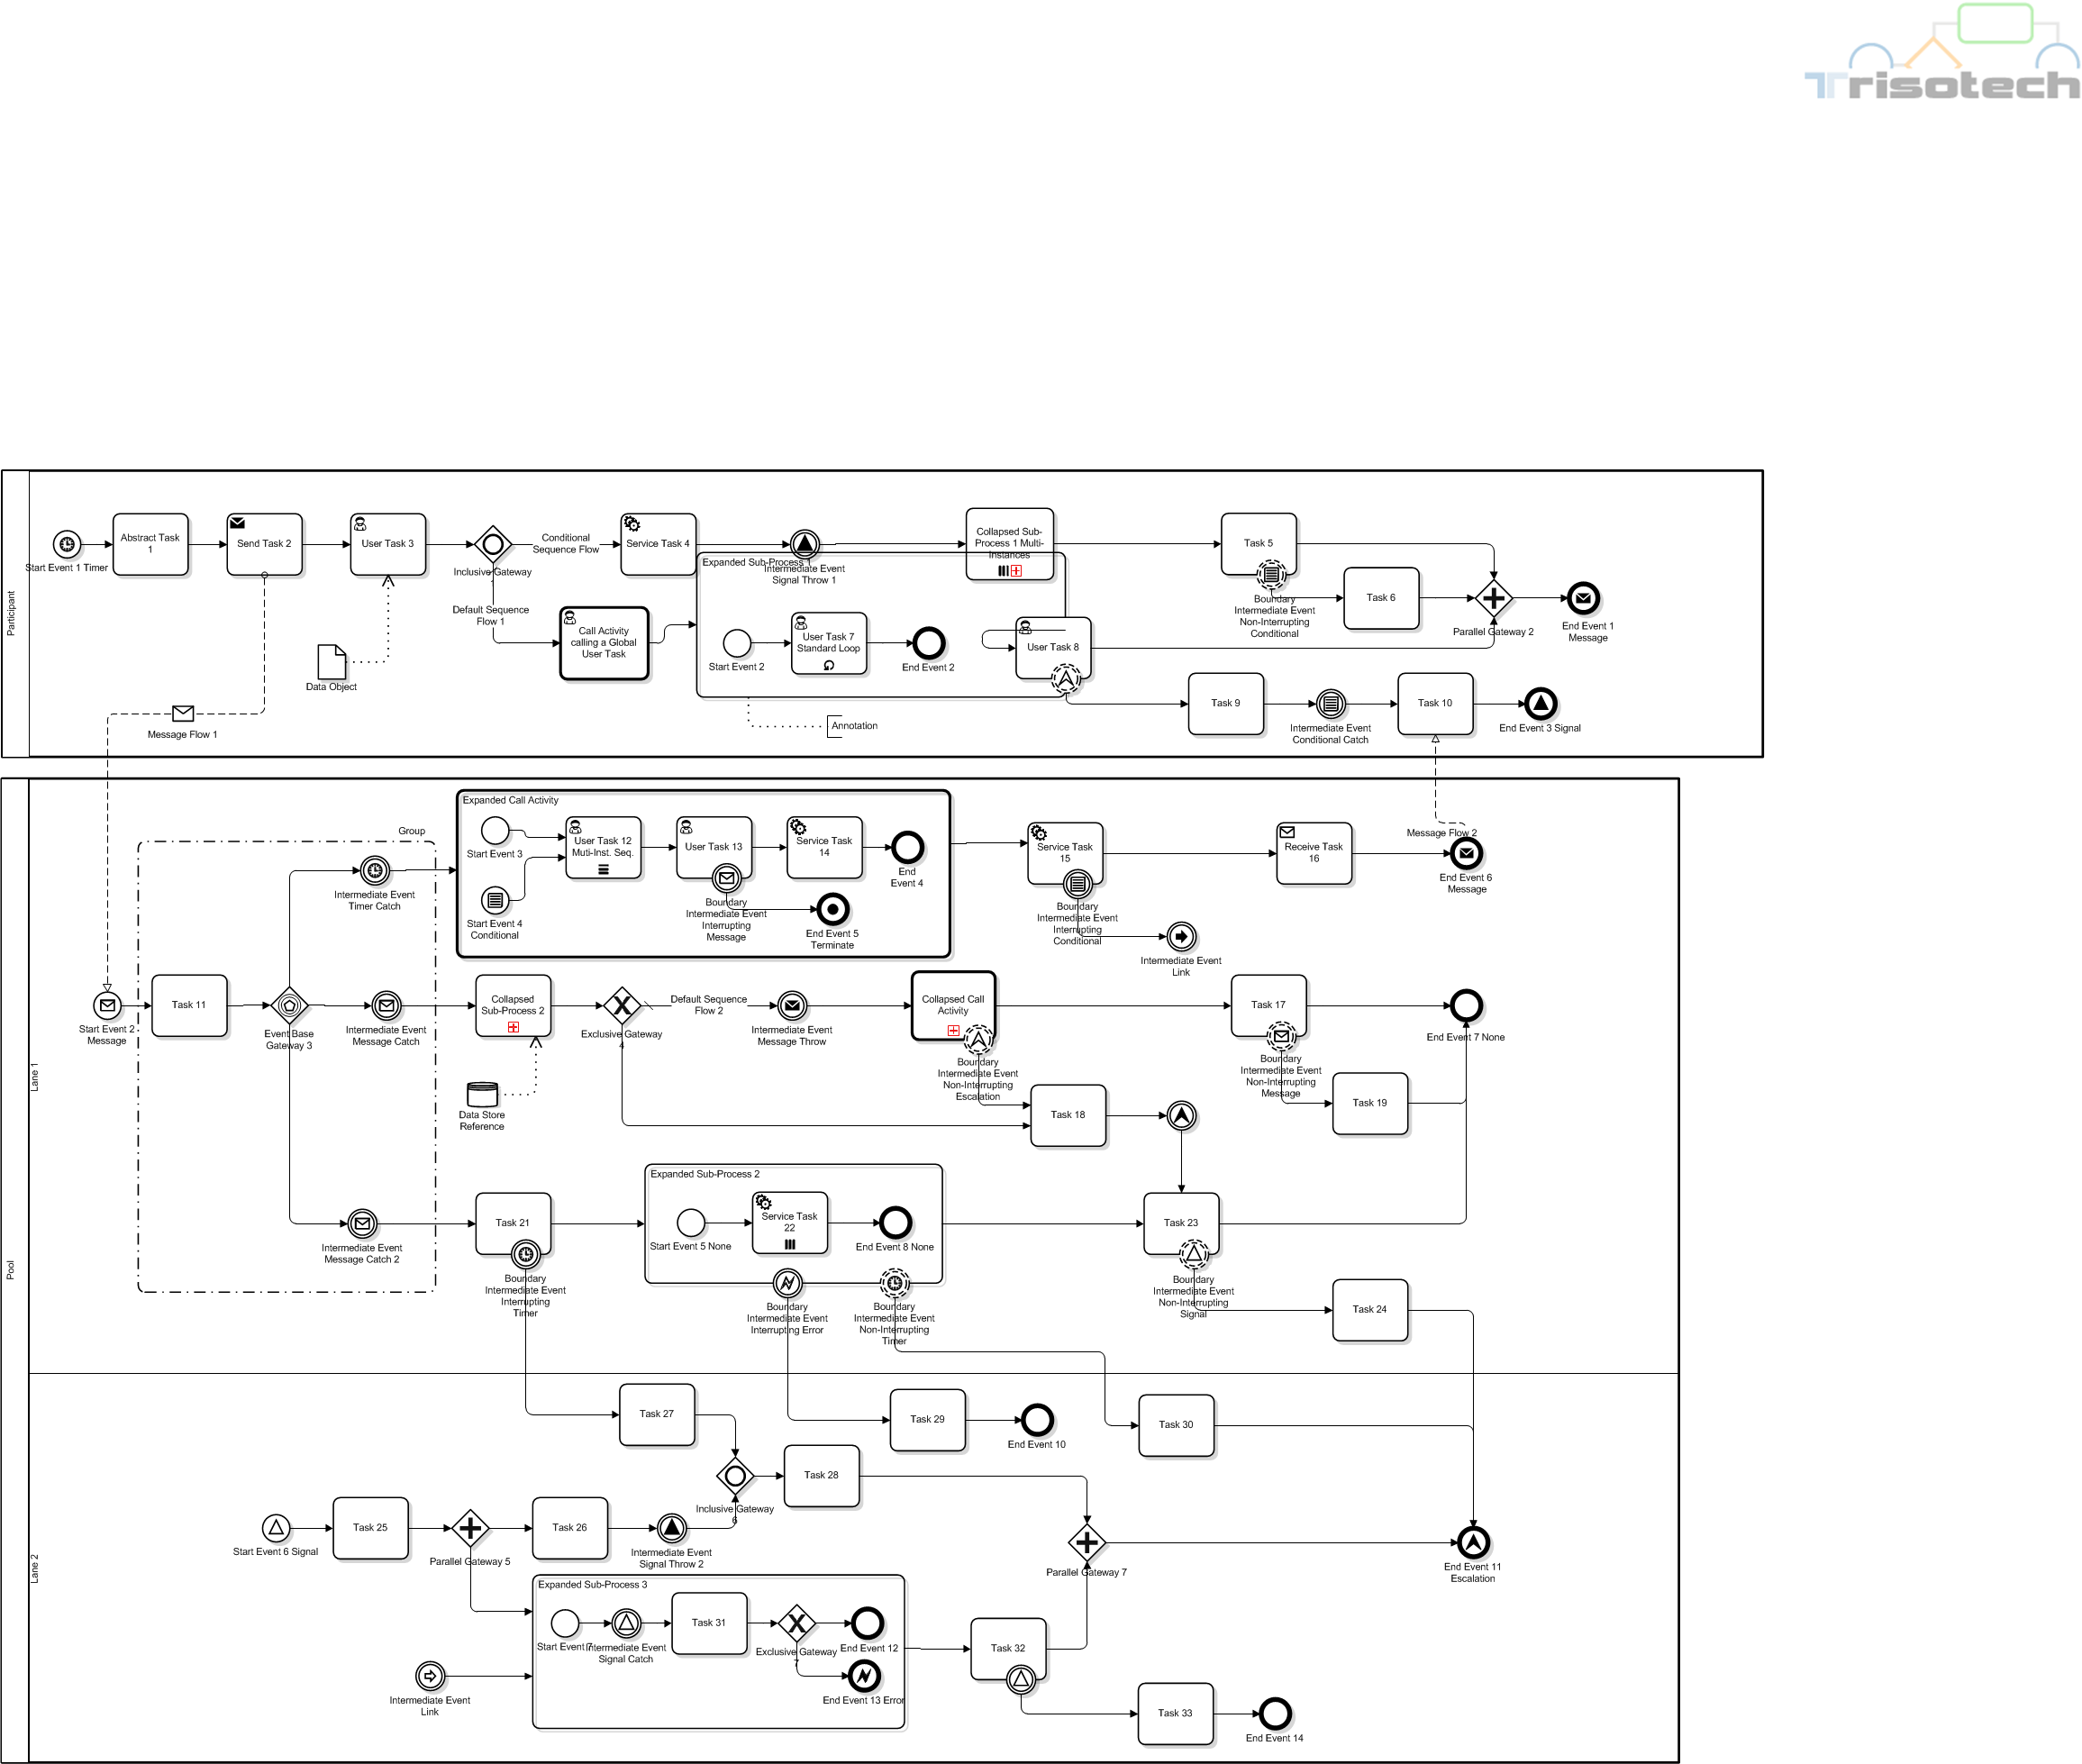 Trisotech
Participant
Start Event 1 Timer
Abstract Task
1
Send Task 2
User Task 3
Inclusive Gateway
1
Conditional
Sequence Flow
Service Task 4
Intermediate Event
Signal Throw 1
Collapsed Sub-
Process 1 Multi-
Instances
Task 5
Boundary
Intermediate Event
Non-Interrupting
Conditional
Task 6
Parallel Gateway 2
End Event 1
Message
Default Sequence
Flow 1
Call Activity
calling a Global
User Task
Expanded Sub-Process 1
Start Event 2
User Task 7
Standard Loop
End Event 2
User Task 8
Data Object
Message Flow 1
Annotation
Task 9
Intermediate Event
Conditional Catch
Task 10
End Event 3 Signal
Pool
Lane 1
Group
Expanded Call Activity
Start Event 3
Start Event 4
Conditional
User Task 12
Muti-Inst. Seq.
User Task 13
Boundary
Intermediate Event
Interrupting
Message
Service Task
14
End
Event 4
End Event 5
Terminate
Service Task
15
Boundary
Intermediate Event
Interrupting
Conditional
Intermediate Event
Link
Receive Task
16
Message Flow 2
End Event 6
Message
Intermediate Event
Timer Catch
Start Event 2
Message
Task 11
Event Base
Gateway 3
Intermediate Event
Message Catch
Collapsed
Sub-Process 2
Exclusive Gateway
4
Default Sequence
Flow 2
Intermediate Event
Message Throw
Collapsed Call
Activity
Boundary
Intermediate Event
Non-Interrupting
Escalation
Task 17
Boundary
Intermediate Event
Non-Interrupting
Message
End Event 7 None
Data Store
Reference
Task 18
Task 19
Intermediate Event
Message Catch 2
Task 21
Boundary
Intermediate Event
Interrupting
Timer
Expanded Sub-Process 2
Start Event 5 None
Service Task
22
End Event 8 None
Boundary
Intermediate Event
Interrupting Error
Boundary
Intermediate Event
Non-Interrupting
Timer
Task 23
Boundary
Intermediate Event
Non-Interrupting
Signal
Task 24
Lane 2
Task 27
Task 29
End Event 10
Task 30
Inclusive Gateway
6
Task 28
Start Event 6 Signal
Task 25
Parallel Gateway 5
Task 26
Intermediate Event
Signal Throw 2
Parallel Gateway 7
End Event 11
Escalation
Expanded Sub-Process 3
Start Event 7
Intermediate Event
Signal Catch
Task 31
Exclusive Gateway
7
End Event 12
End Event 13 Error
Intermediate Event
Link
Task 32
Task 33
End Event 14